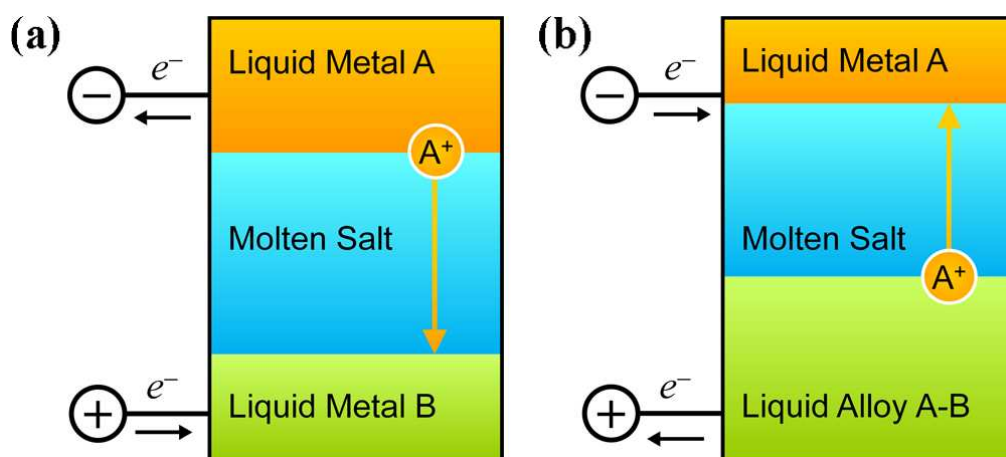 (a)
e⁻
−
Liquid Metal A
A⁺
Molten Salt
e⁻
+
Liquid Metal B
(b)
e⁻
−
Liquid Metal A
Molten Salt
A⁺
e⁻
+
Liquid Alloy A-B